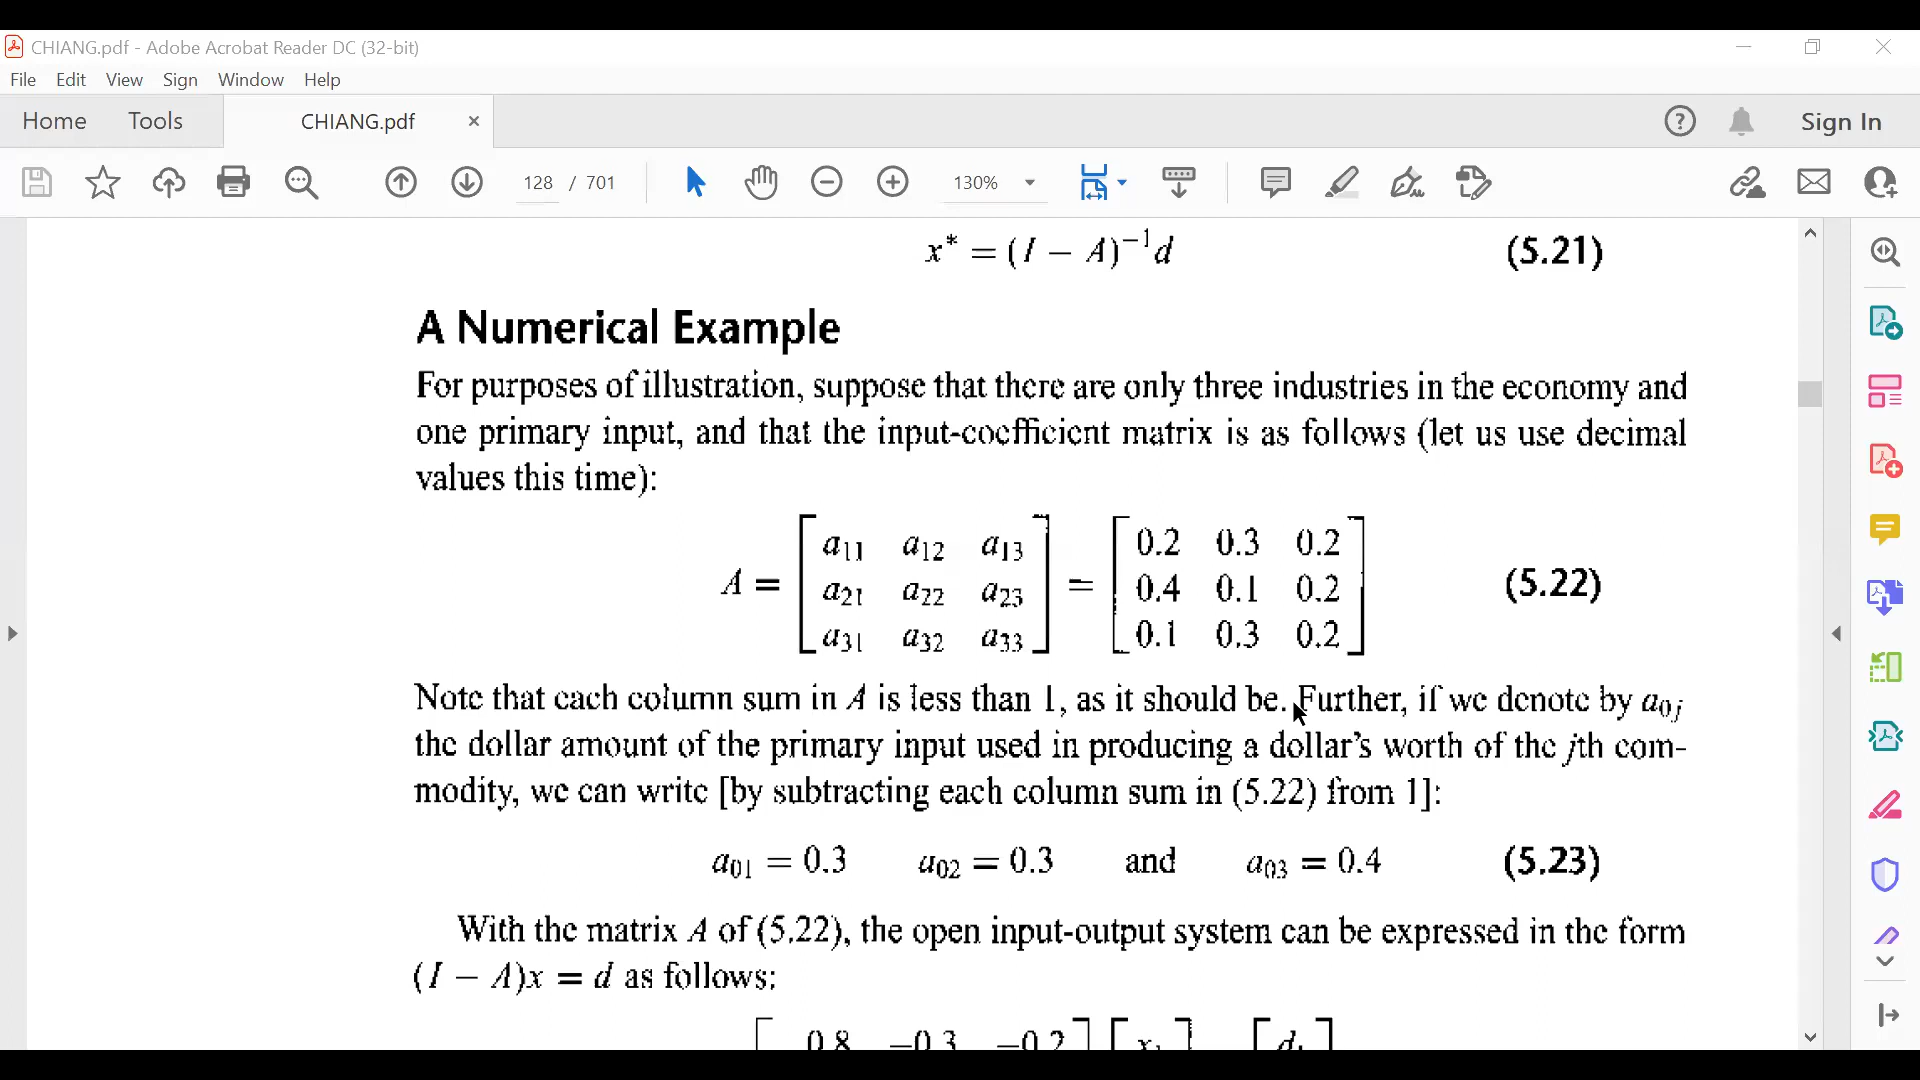 CHIANG.pdf - Adobe Acrobat Reader DC (32-bit)
File Edit View Sign Window Help
Home Tools CHIANG.pdf × Sign In
128 / 701 130%
x* = (I − A)⁻¹d (5.21)
A Numerical Example
For purposes of illustration, suppose that there are only three industries in the economy and
one primary input, and that the input-coefficient matrix is as follows (let us use decimal
values this time):
a11 a12 a13 0.2 0.3 0.2
A = a21 a22 a23 = 0.4 0.1 0.2 (5.22)
a31 a32 a33 0.1 0.3 0.2
Note that each column sum in A is less than 1, as it should be. Further, if we denote by a0j
the dollar amount of the primary input used in producing a dollar's worth of the jth com-
modity, we can write [by subtracting each column sum in (5.22) from 1]:
a01 = 0.3 a02 = 0.3 and a03 = 0.4 (5.23)
With the matrix A of (5.22), the open input-output system can be expressed in the form
(I − A)x = d as follows:
0.8 −0.3 −0.2